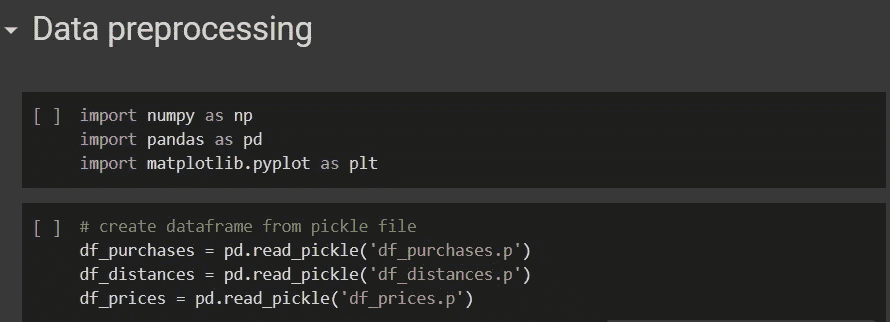 Data preprocessing
[ ] import numpy as np
import pandas as pd
import matplotlib.pyplot as plt
[ ] # create dataframe from pickle file
df_purchases = pd.read_pickle('df_purchases.p')
df_distances = pd.read_pickle('df_distances.p')
df_prices = pd.read_pickle('df_prices.p')